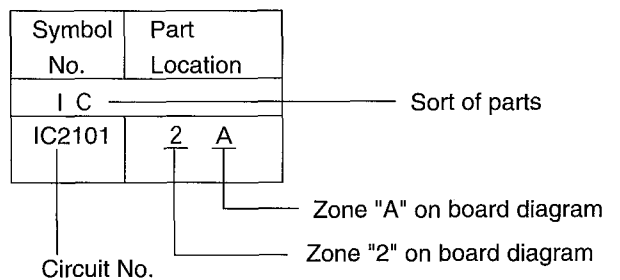 Symbol No. Part Location
I C Sort of parts
IC2101 2 A
Zone "A" on board diagram
Zone "2" on board diagram
Circuit No.